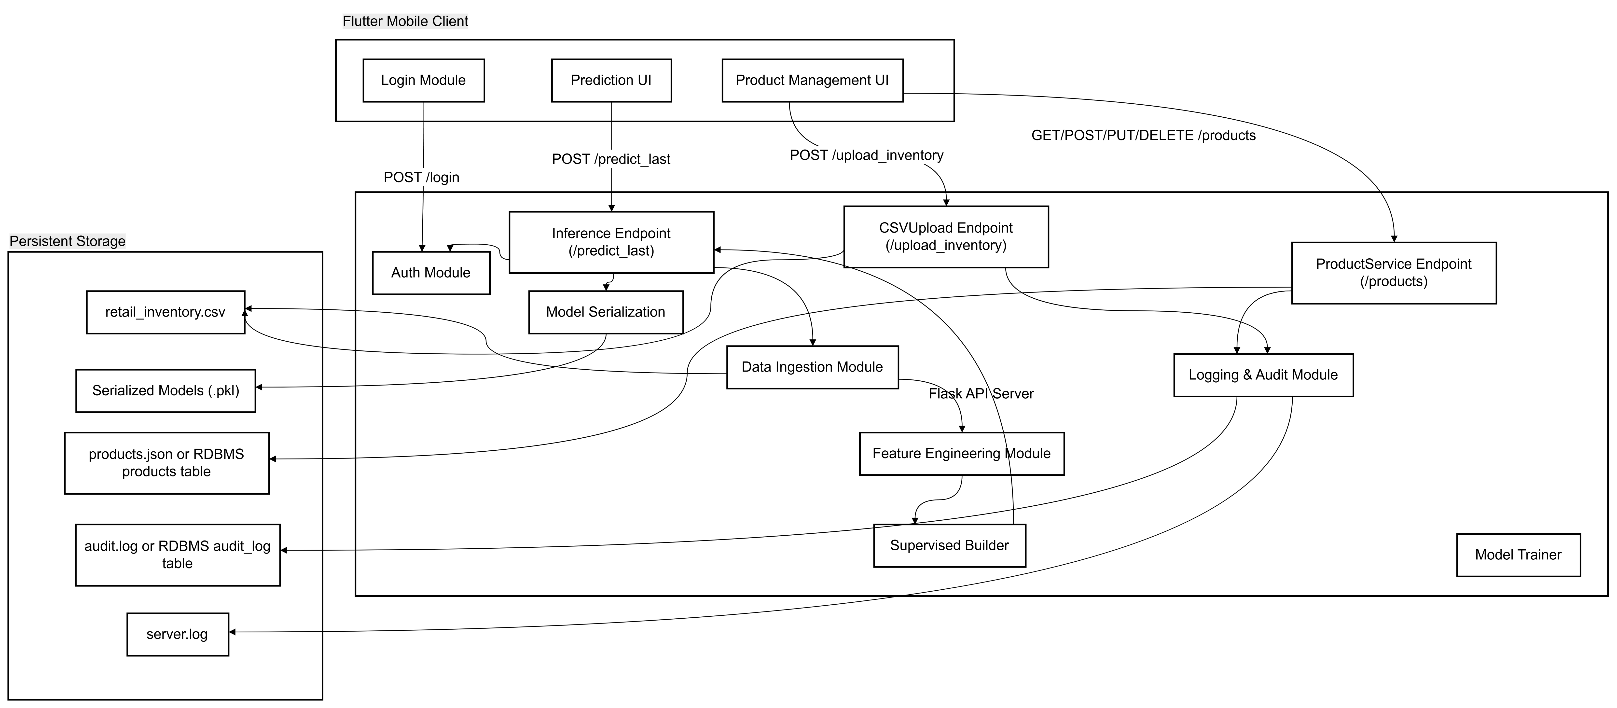 Flutter Mobile Client
Login Module
Prediction UI
Product Management UI
GET/POST/PUT/DELETE /products
POST /predict_last
POST /upload_inventory
POST /login
Persistent Storage
Inference Endpoint
(/predict_last)
CSVUpload Endpoint
(/upload_inventory)
Auth Module
ProductService Endpoint
(/products)
retail_inventory.csv
Model Serialization
Data Ingestion Module
Logging & Audit Module
Serialized Models (.pkl)
Flask API Server
products.json or RDBMS
products table
Feature Engineering Module
audit.log or RDBMS audit_log
table
Supervised Builder
Model Trainer
server.log